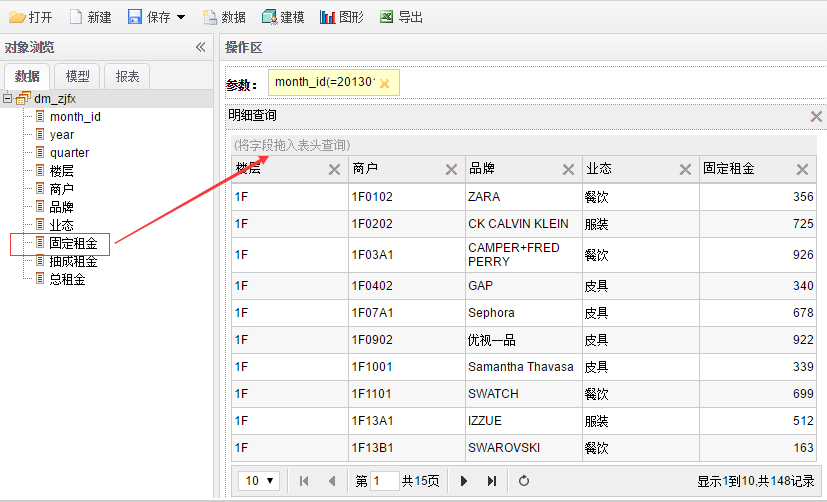 打开 新建 保存 数据 建模 图形 导出
对象浏览
数据 模型 报表
dm_zjfx
month_id
year
quarter
楼层
商户
品牌
业态
固定租金
抽成租金
总租金
操作区
参数： month_id(=20130
明细查询
(将字段拖入表头查询)
楼层 商户 品牌 业态 固定租金
1F 1F0102 ZARA 餐饮 356
1F 1F0202 CK CALVIN KLEIN 服装 725
1F 1F03A1 CAMPER+FRED PERRY 餐饮 926
1F 1F0402 GAP 皮具 340
1F 1F07A1 Sephora 皮具 678
1F 1F0902 优视一品 皮具 922
1F 1F1001 Samantha Thavasa 皮具 339
1F 1F1101 SWATCH 餐饮 699
1F 1F13A1 IZZUE 服装 512
1F 1F13B1 SWAROVSKI 餐饮 163
10 第 1 共15页 显示1到10,共148记录